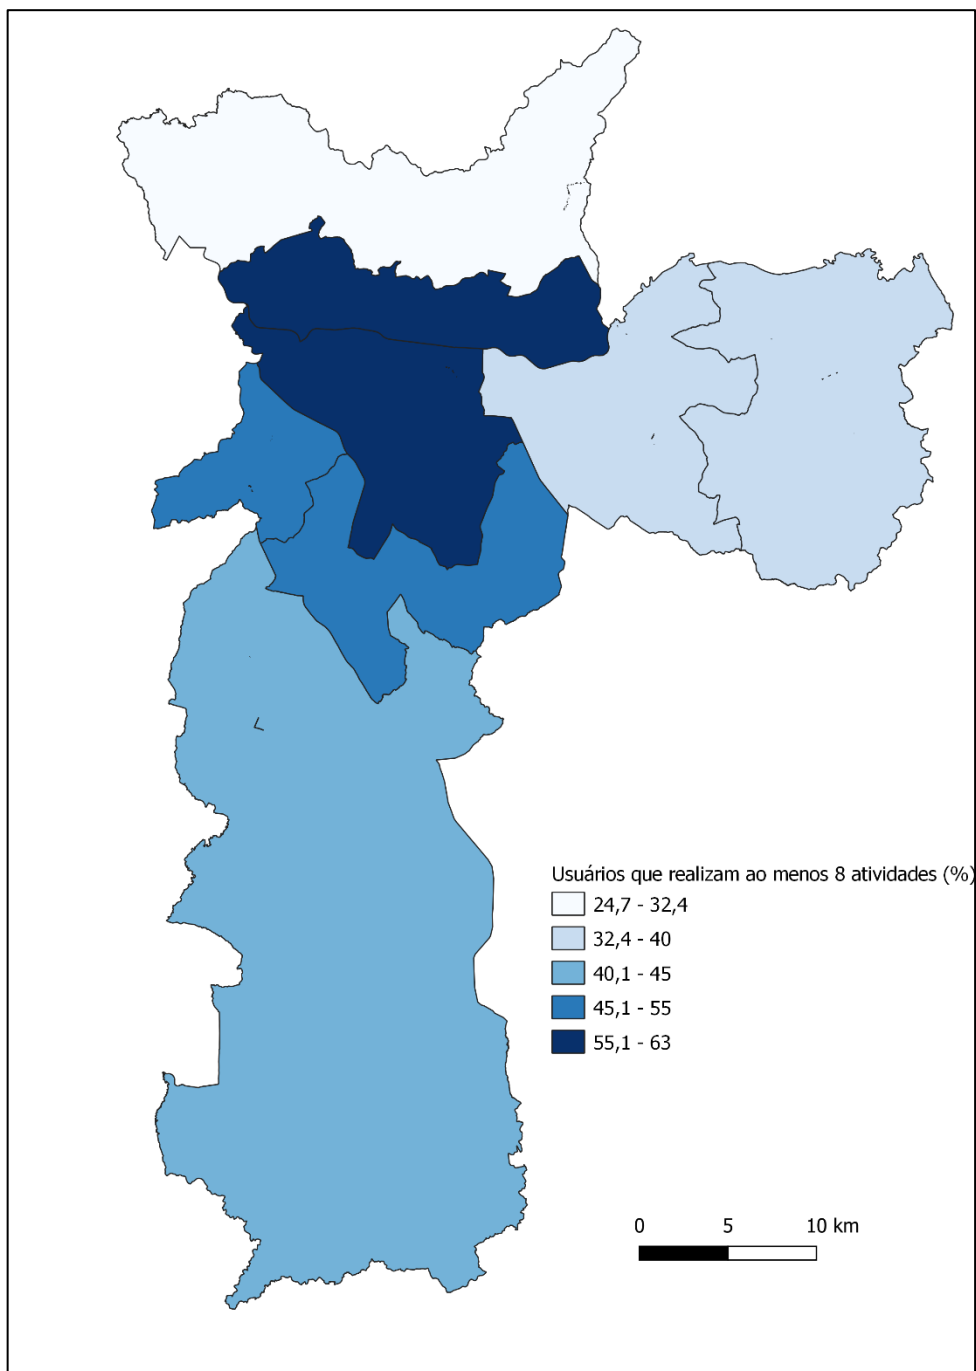 Usuários que realizam ao menos 8 atividades (%)
24,7 - 32,4
32,4 - 40
40,1 - 45
45,1 - 55
55,1 - 63
0 5 10 km